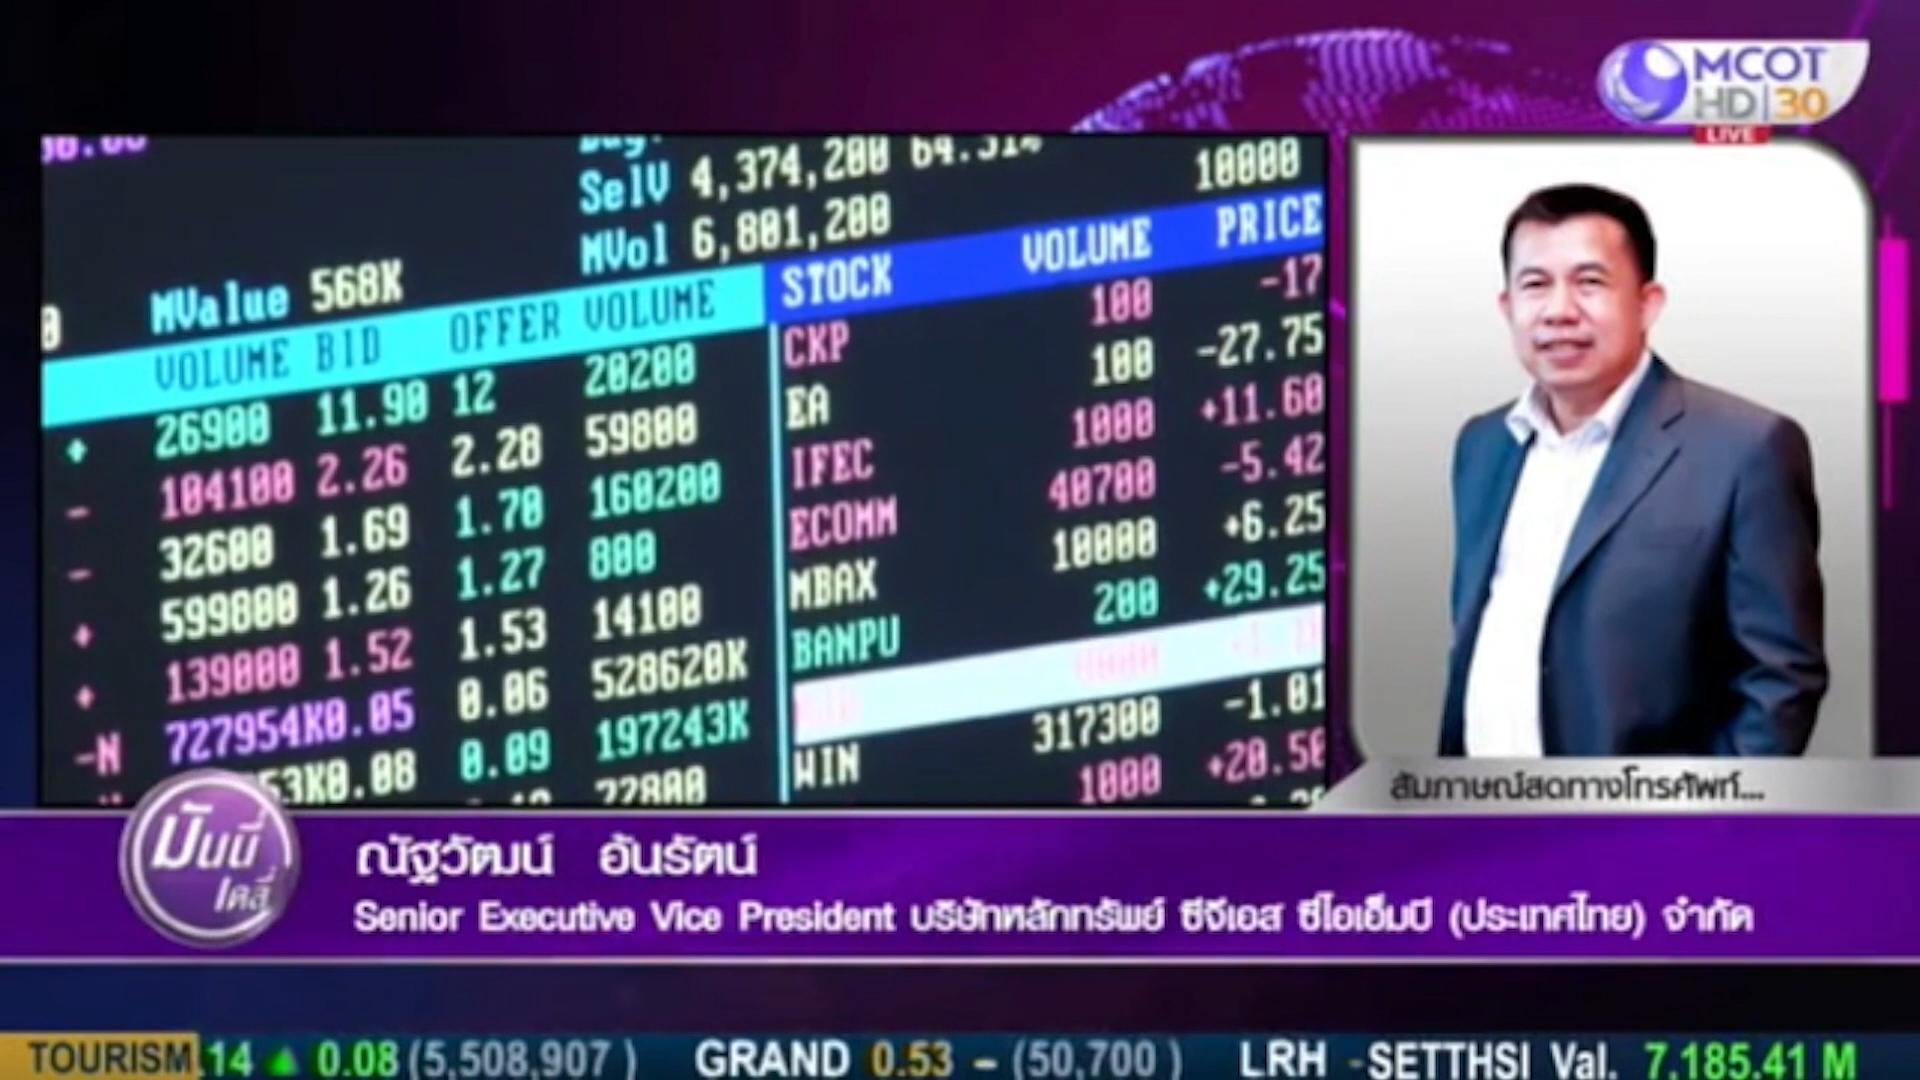 MCOT
HD 30
LIVE
SelV 4,374,200
10000
MVol 6,801,200
MValue 568K
VOLUME BID OFFER VOLUME
STOCK VOLUME PRICE
+ 26900 11.90 12 20200
- 104100 2.26 2.28 59800
- 32600 1.69 1.70 160200
+ 599800 1.26 1.27 800
+ 139000 1.52 1.53 14100
-N 727954K0.05 0.06 528620K
53K0.08 0.09 197243K
22800
CKP 100 -17
EA 100 -27.75
IFEC 1000 +11.60
ECOMM 40700 -5.42
MBAX 10000 +6.25
BANPU 200 +29.25
WIN 317300 -1.01
1000 +20.50
สัมภาษณ์สดทางโทรศัพท์...
มันนี่
เคลี
ณัฐวัฒน์ อ้นรัตน์
Senior Executive Vice President บริษัทหลักทรัพย์ ซีจีเอส ซีไอเอ็มบี (ประเทศไทย) จำกัด
TOURISM 14 ▲ 0.08 (5,508,907 ) GRAND 0.53 – (50,700 ) LRH - SETTHSI Val. 7,185.41 M